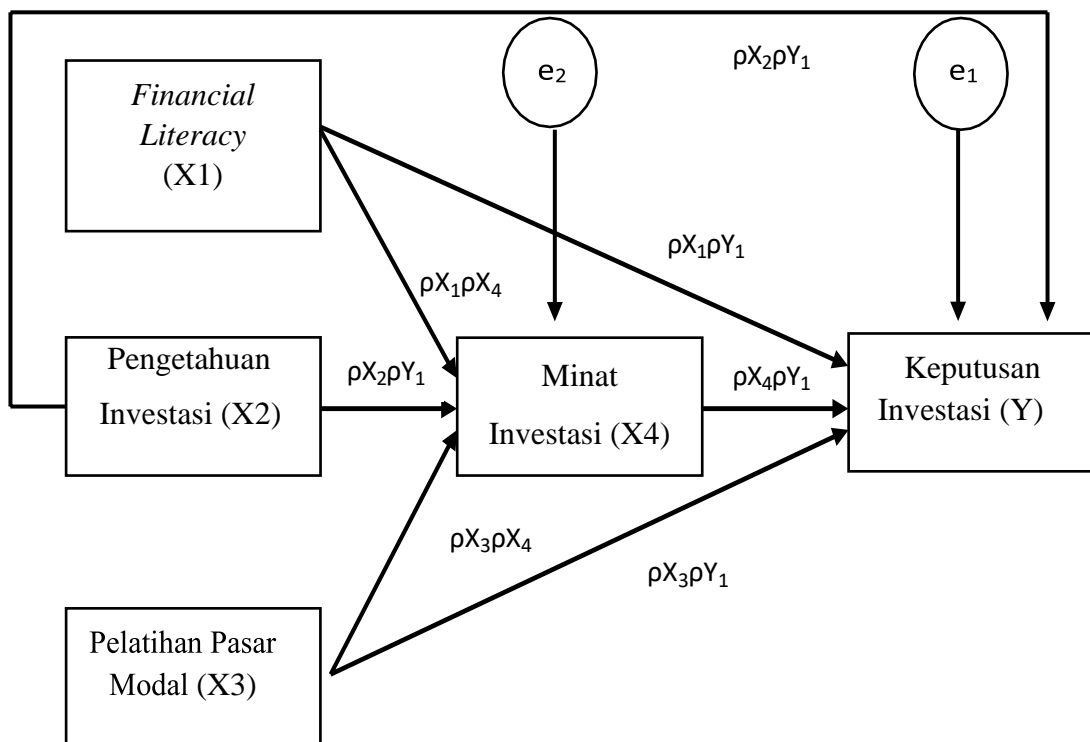 ρX₂ρY₁
e₂
e₁
Financial
Literacy
(X1)
ρX₁ρY₁
ρX₁ρX₄
Pengetahuan
Investasi (X2)
ρX₂ρY₁
Minat
Investasi (X4)
ρX₄ρY₁
Keputusan
Investasi (Y)
ρX₃ρX₄
ρX₃ρY₁
Pelatihan Pasar
Modal (X3)